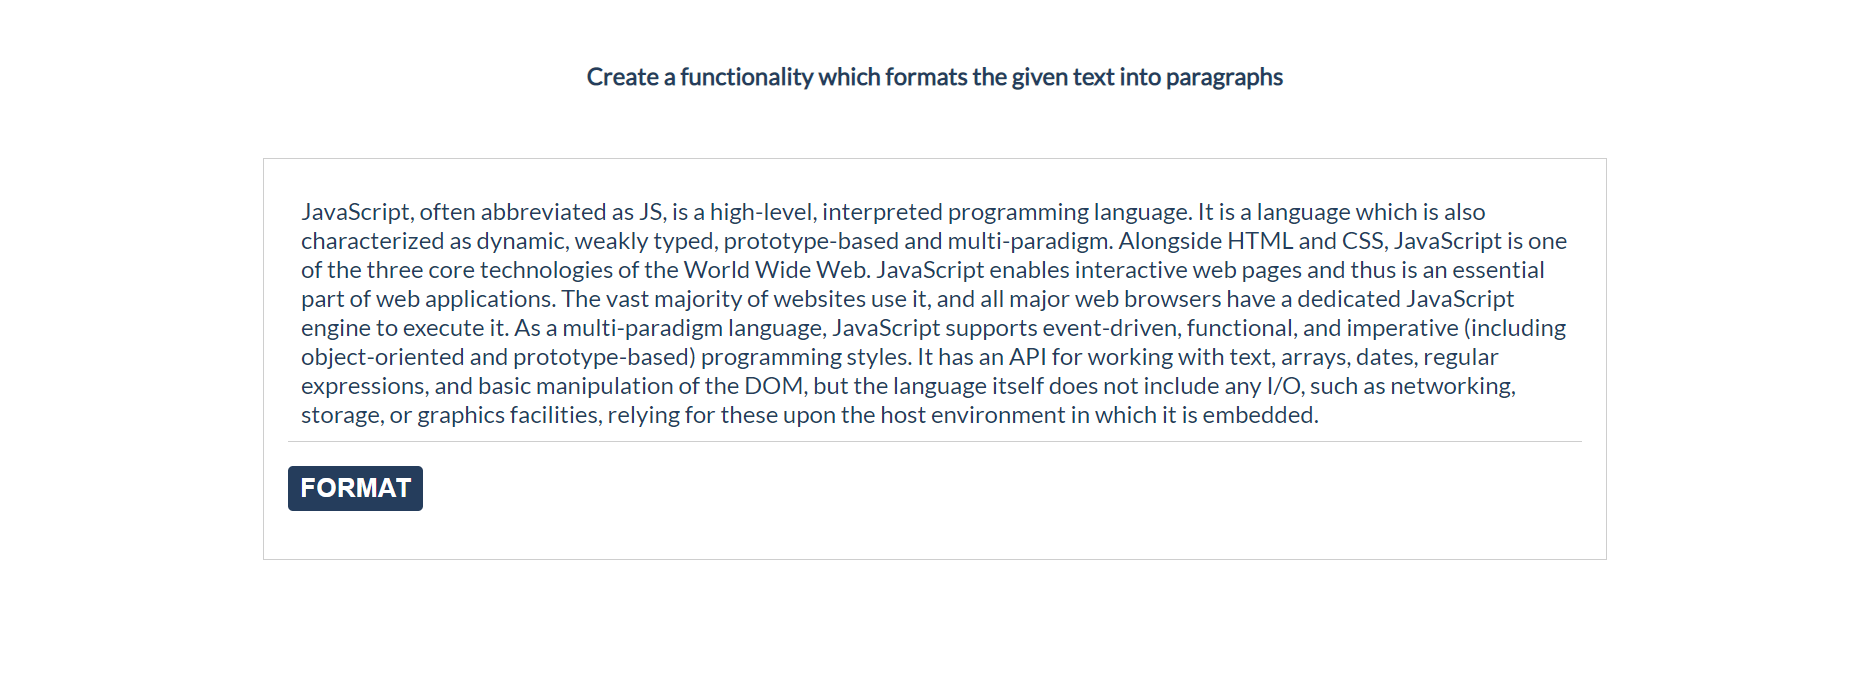 Create a functionality which formats the given text into paragraphs
JavaScript, often abbreviated as JS, is a high-level, interpreted programming language. It is a language which is also
characterized as dynamic, weakly typed, prototype-based and multi-paradigm. Alongside HTML and CSS, JavaScript is one
of the three core technologies of the World Wide Web. JavaScript enables interactive web pages and thus is an essential
part of web applications. The vast majority of websites use it, and all major web browsers have a dedicated JavaScript
engine to execute it. As a multi-paradigm language, JavaScript supports event-driven, functional, and imperative (including
object-oriented and prototype-based) programming styles. It has an API for working with text, arrays, dates, regular
expressions, and basic manipulation of the DOM, but the language itself does not include any I/O, such as networking,
storage, or graphics facilities, relying for these upon the host environment in which it is embedded.
FORMAT